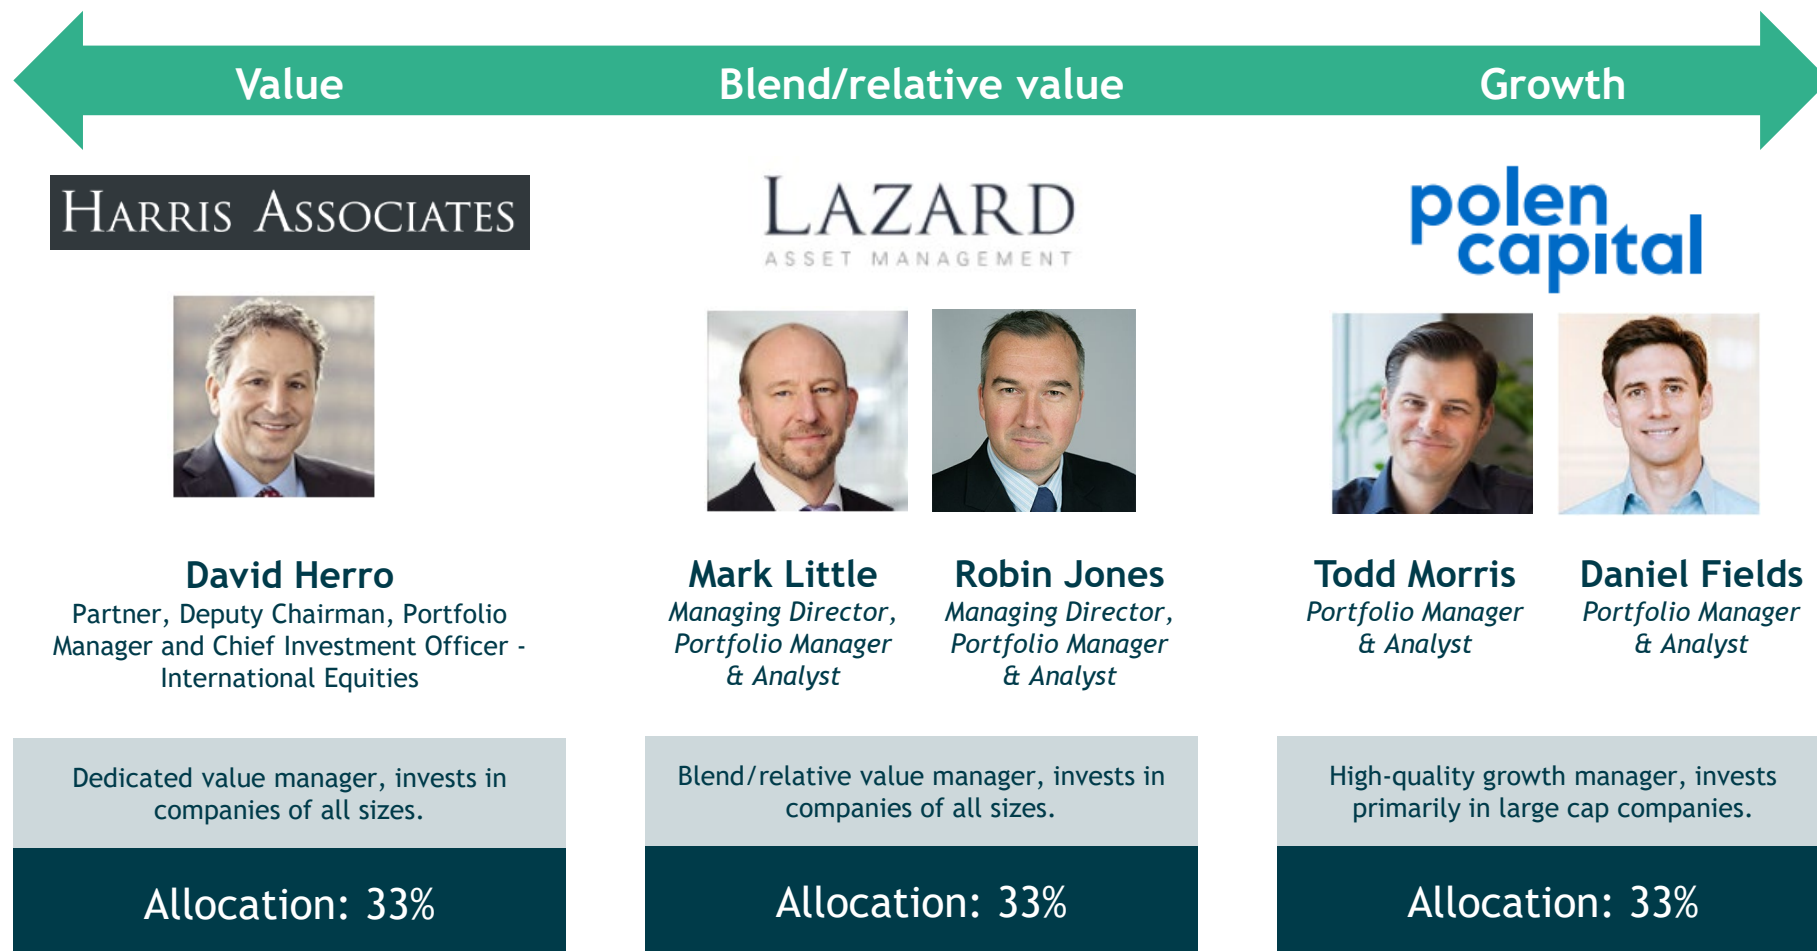 Value
Blend/relative value
Growth
HARRIS ASSOCIATES
LAZARD
ASSET MANAGEMENT
polen
capital
David Herro
Partner, Deputy Chairman, Portfolio
Manager and Chief Investment Officer -
International Equities
Mark Little
Managing Director,
Portfolio Manager
& Analyst
Robin Jones
Managing Director,
Portfolio Manager
& Analyst
Todd Morris
Portfolio Manager
& Analyst
Daniel Fields
Portfolio Manager
& Analyst
Dedicated value manager, invests in
companies of all sizes.
Allocation: 33%
Blend/relative value manager, invests in
companies of all sizes.
Allocation: 33%
High-quality growth manager, invests
primarily in large cap companies.
Allocation: 33%